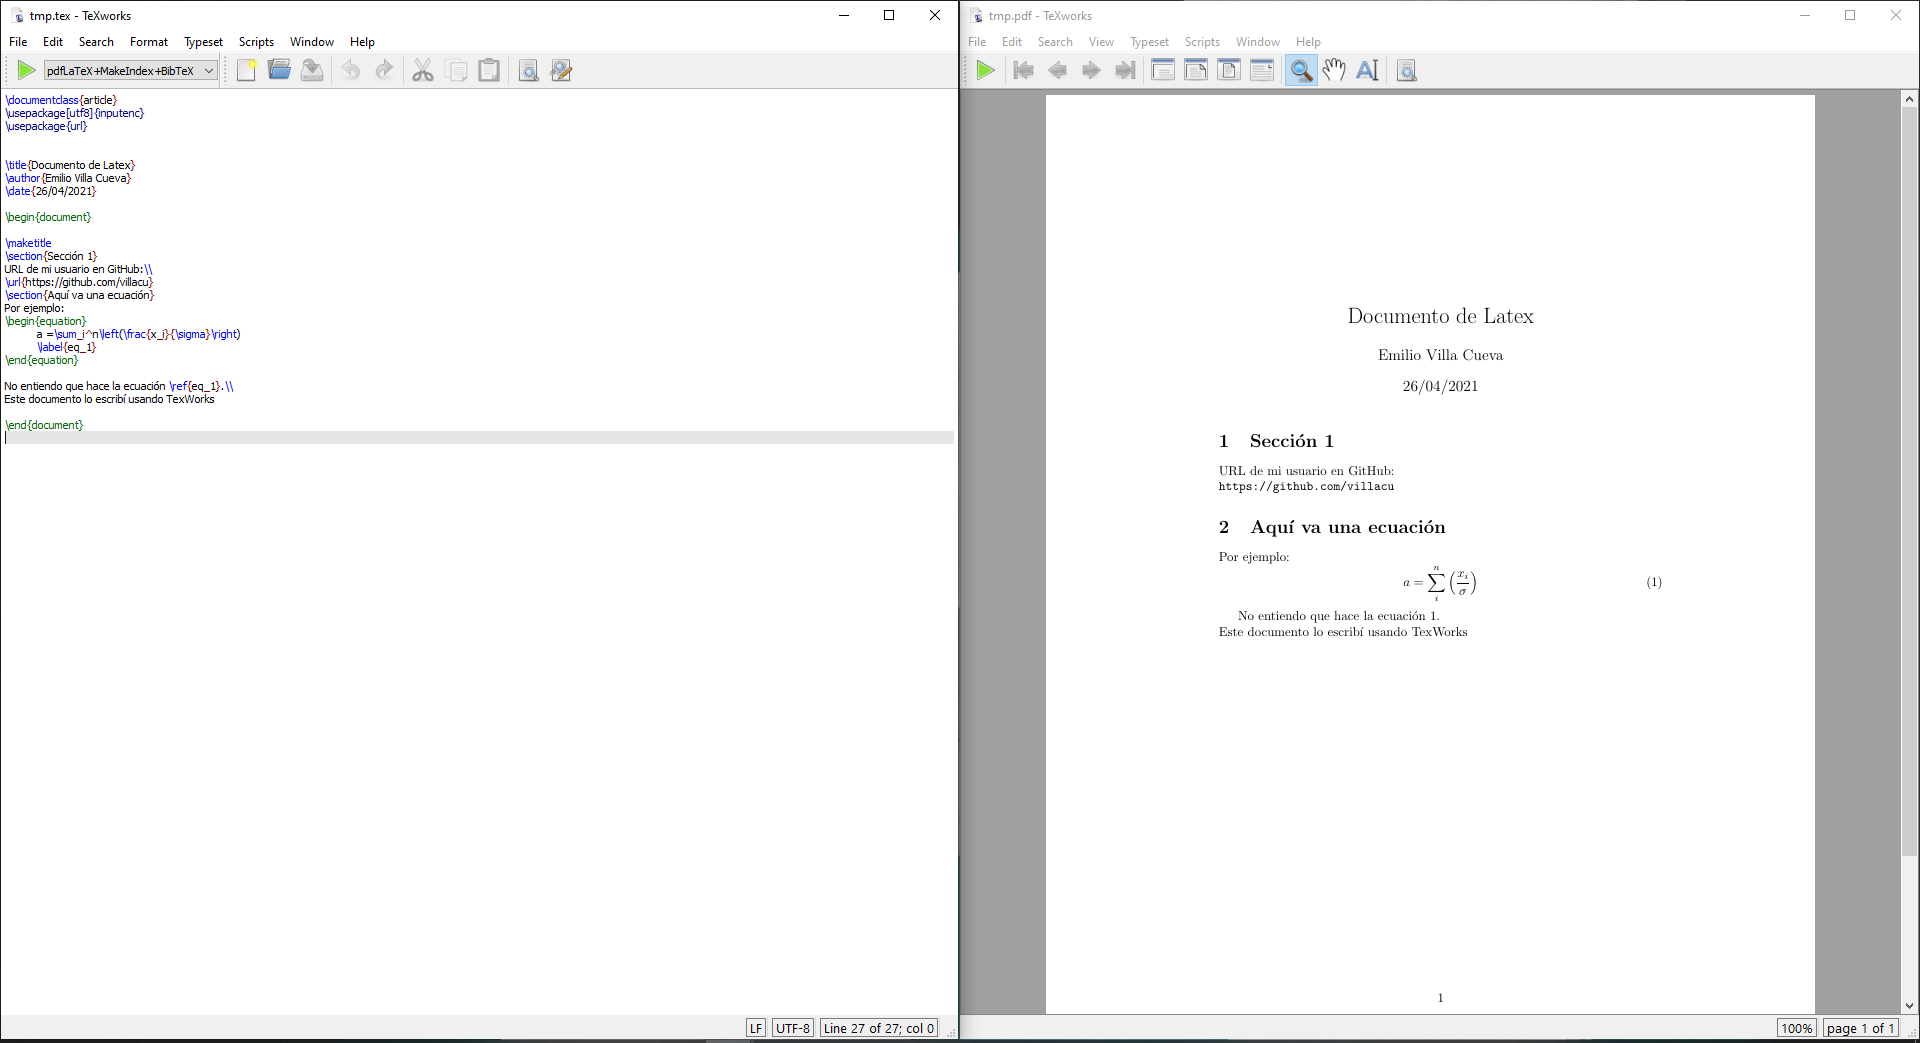 tmp.tex - TeXworks
File Edit Search Format Typeset Scripts Window Help
pdfLaTeX+MakeIndex+BibTeX
\documentclass{article}
\usepackage[utf8]{inputenc}
\usepackage{url}
\title{Documento de Latex}
\author{Emilio Villa Cueva}
\date{26/04/2021}
\begin{document}
\maketitle
\section{Sección 1}
URL de mi usuario en GitHub:\\
\url{https://github.com/villacu}
\section{Aquí va una ecuación}
Por ejemplo:
\begin{equation}
a =\sum_i^n\left(\frac{x_i}{\sigma}\right)
\label{eq_1}
\end{equation}
No entiendo que hace la ecuación \ref{eq_1}.\\
Este documento lo escribí usando TexWorks
\end{document}
LF UTF-8 Line 27 of 27; col 0
tmp.pdf - TeXworks
File Edit Search View Typeset Scripts Window Help
Documento de Latex
Emilio Villa Cueva
26/04/2021
1 Sección 1
URL de mi usuario en GitHub:
https://github.com/villacu
2 Aquí va una ecuación
Por ejemplo:
a = ∑_i^n (x_i/σ) (1)
No entiendo que hace la ecuación 1.
Este documento lo escribí usando TexWorks
1
100% page 1 of 1